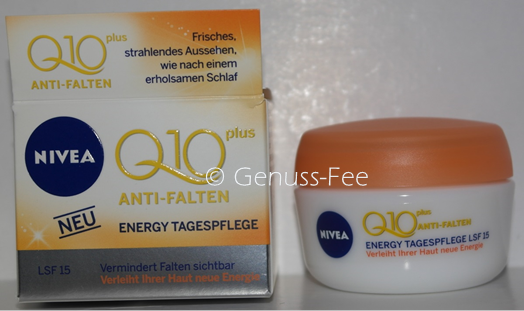 Q10 plus
ANTI-FALTEN
Frisches,
strahlendes Aussehen,
wie nach einem
erholsamen Schlaf
NIVEA
Q10 plus
ANTI-FALTEN
NEU
ENERGY TAGESPFLEGE
LSF 15
Vermindert Falten sichtbar
Verleiht Ihrer Haut neue Energie
© Genuss-Fee
NIVEA
Q10 plus
ANTI-FALTEN
ENERGY TAGESPFLEGE LSF 15
Verleiht Ihrer Haut neue Energie